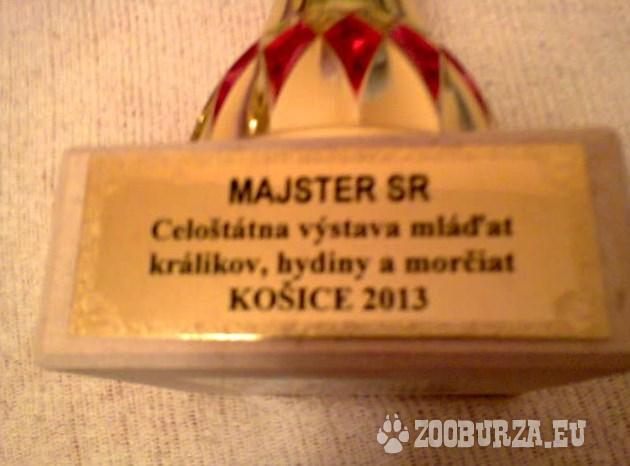 MAJSTER SR
Celoštátna výstava mláďat
králikov, hydiny a morčiat
KOŠICE 2013
ZOOBURZA.EU